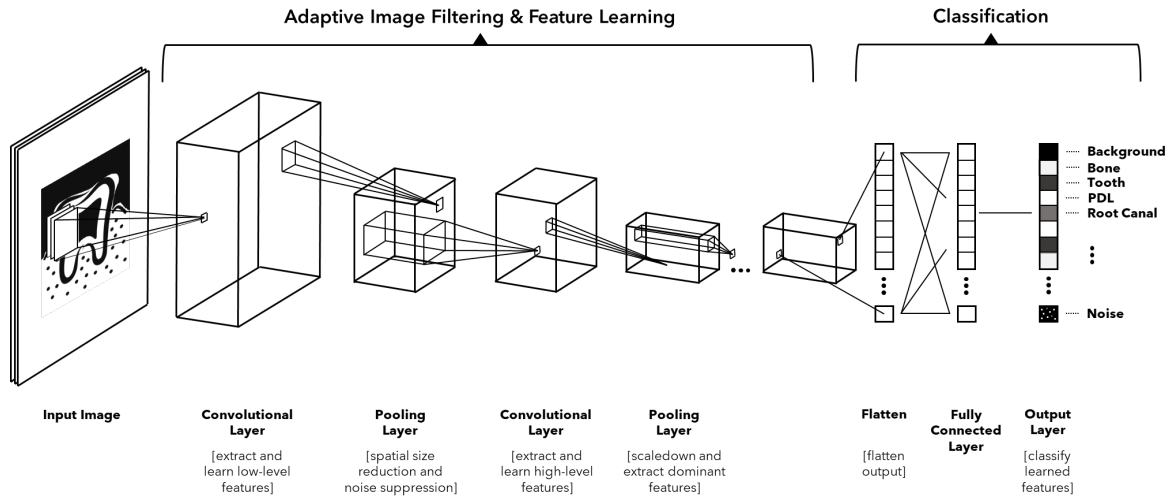 Adaptive Image Filtering & Feature Learning
Classification
Background
Bone
Tooth
PDL
Root Canal
Noise
Input Image
Convolutional
Layer
[extract and
learn low-level
features]
Pooling
Layer
[spatial size
reduction and
noise suppression]
Convolutional
Layer
[extract and
learn high-level
features]
Pooling
Layer
[scaledown and
extract dominant
features]
Flatten
[flatten
output]
Fully
Connected
Layer
Output
Layer
[classify
learned
features]